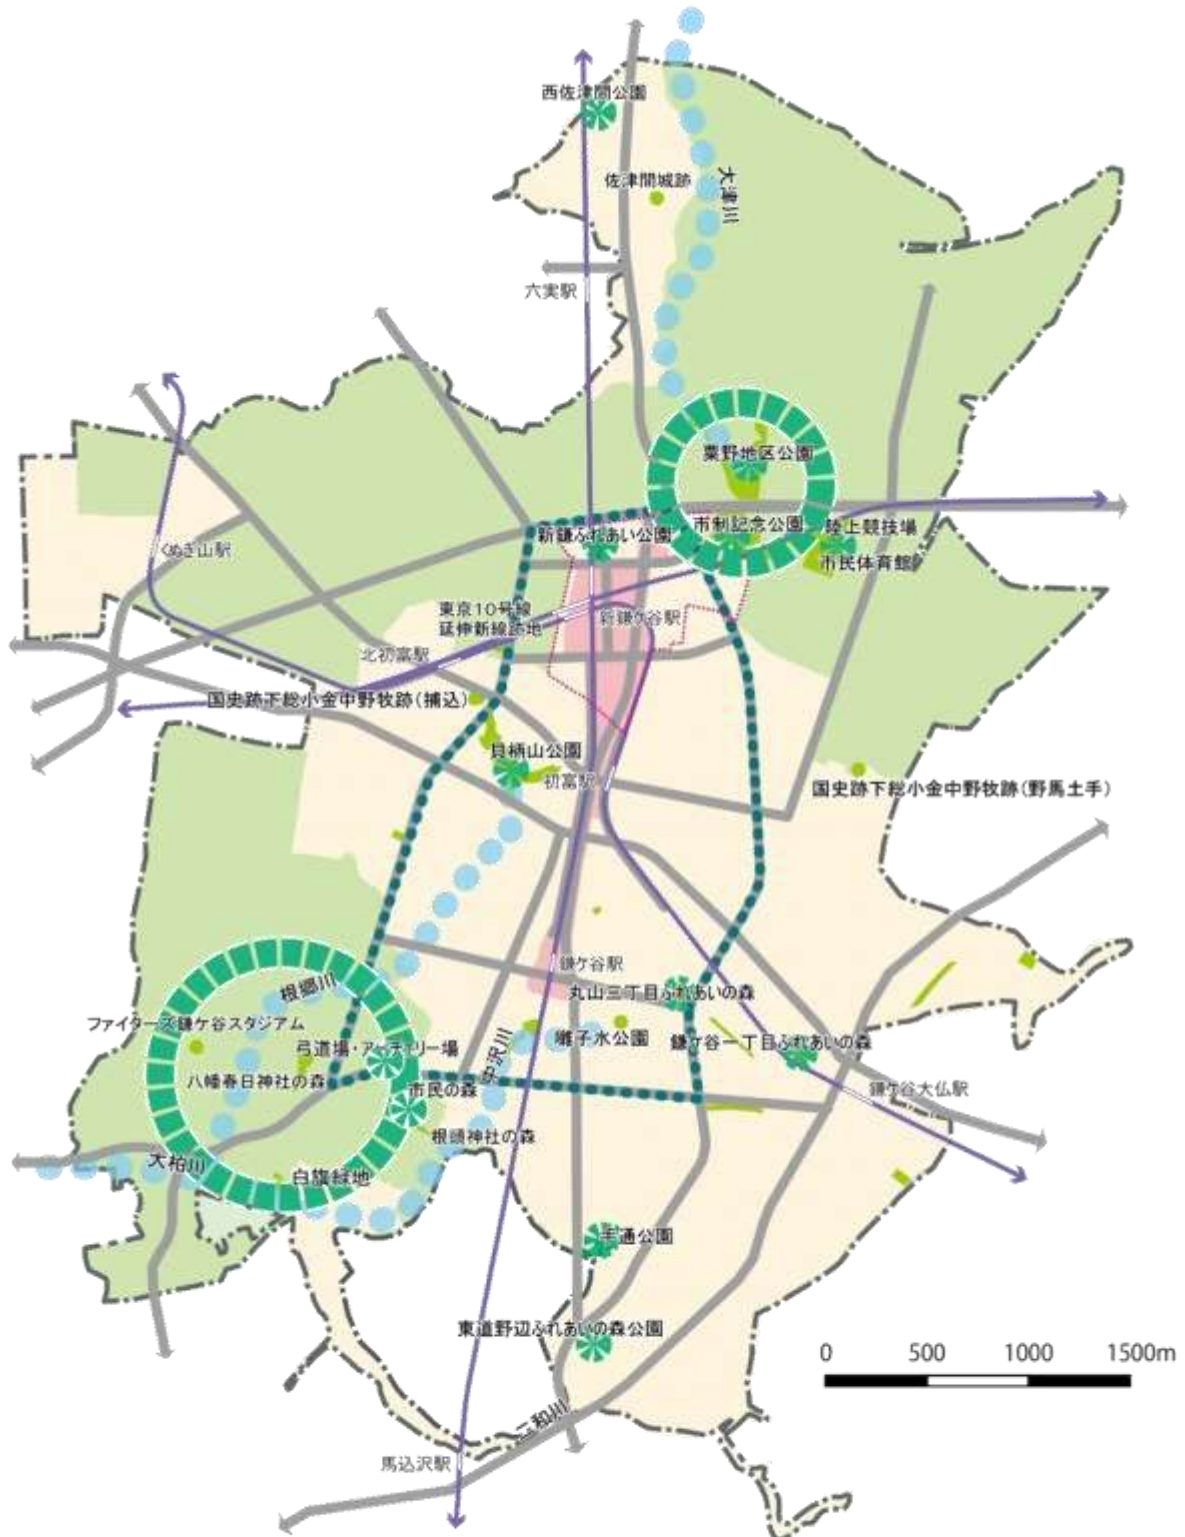 西佐津間公園
佐津間城跡
大津川
六実駅
粟野地区公園
市制記念公園
陸上競技場
新鎌ふれあい公園
市民体育館
くぬぎ山駅
東京10号線
延伸新線跡地
新鎌ケ谷駅
北初富駅
国史跡下総小金中野牧跡(捕込)
貝柄山公園
初富駅
国史跡下総小金中野牧跡(野馬土手)
鎌ケ谷駅
根郷川
丸山三丁目ふれあいの森
ファイターズ鎌ケ谷スタジアム
囃子水公園
鎌ケ谷一丁目ふれあいの森
弓道場・アーチェリー場
中沢川
八幡春日神社の森
市民の森
鎌ケ谷大仏駅
根頭神社の森
大柏川
白旗緑地
手通公園
東道野辺ふれあいの森公園
0 500 1000 1500m
二和川
馬込沢駅